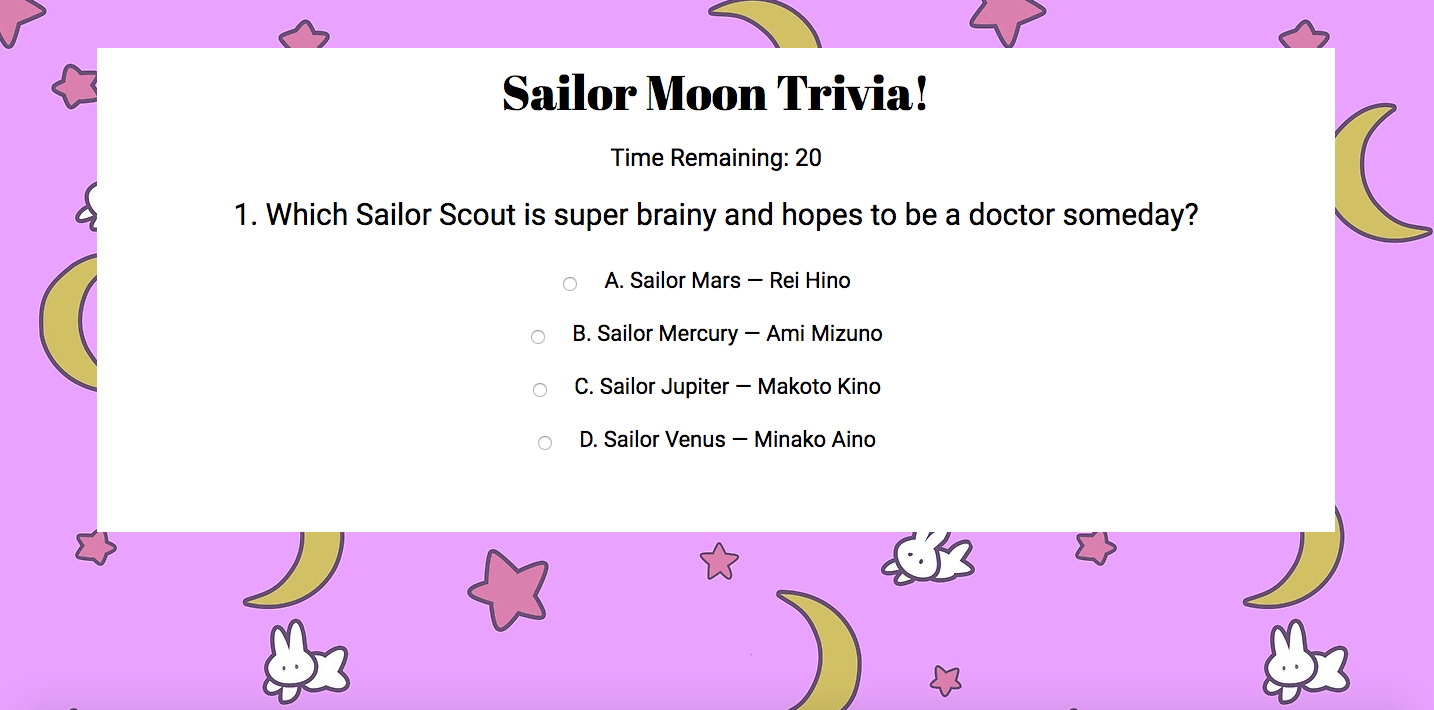 Sailor Moon Trivia!
Time Remaining: 20
1. Which Sailor Scout is super brainy and hopes to be a doctor someday?
A. Sailor Mars — Rei Hino
B. Sailor Mercury — Ami Mizuno
C. Sailor Jupiter — Makoto Kino
D. Sailor Venus — Minako Aino